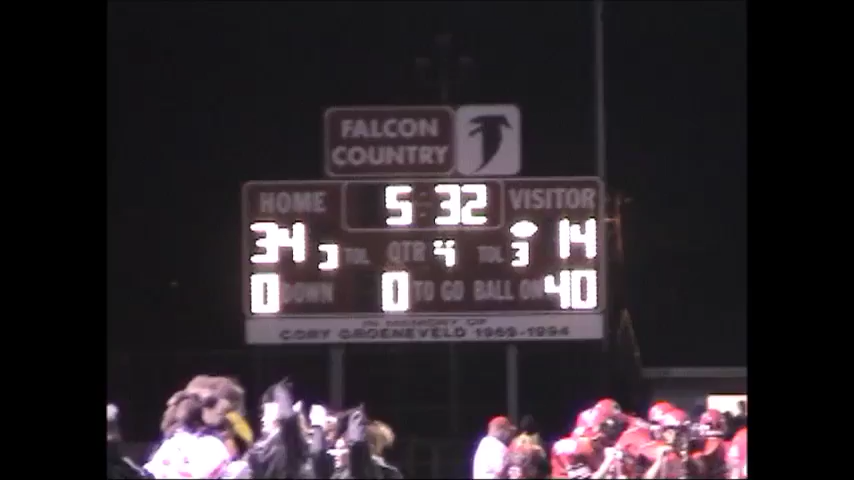 FALCON
COUNTRY
HOME 5:32 VISITOR
34 3 TOL QTR 4 TOL 3 14
0 DOWN 0 TO GO BALL ON 40
IN MEMORY OF
CORY GROENEVELD 1969-1994